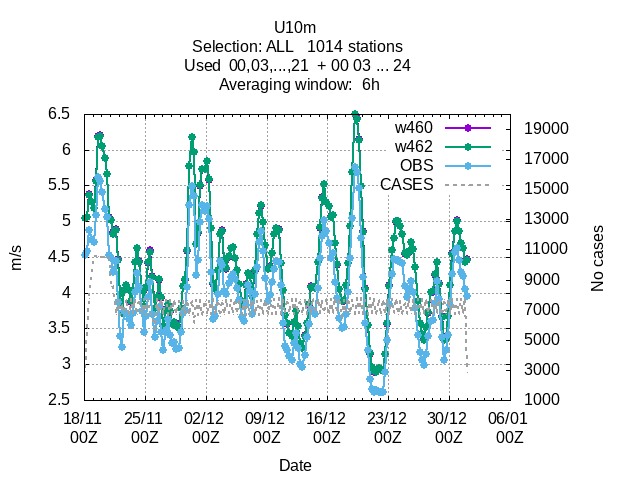 U10m
Selection: ALL   1014 stations
Used  00,03,...,21  + 00 03 ... 24
Averaging window:  6h
w460
w462
OBS
CASES
6.5
6
5.5
5
4.5
4
3.5
3
2.5
m/s
19000
17000
15000
13000
11000
9000
7000
5000
3000
1000
No cases
18/11 25/11 02/12 09/12 16/12 23/12 30/12 06/01
00Z 00Z 00Z 00Z 00Z 00Z 00Z 00Z
Date